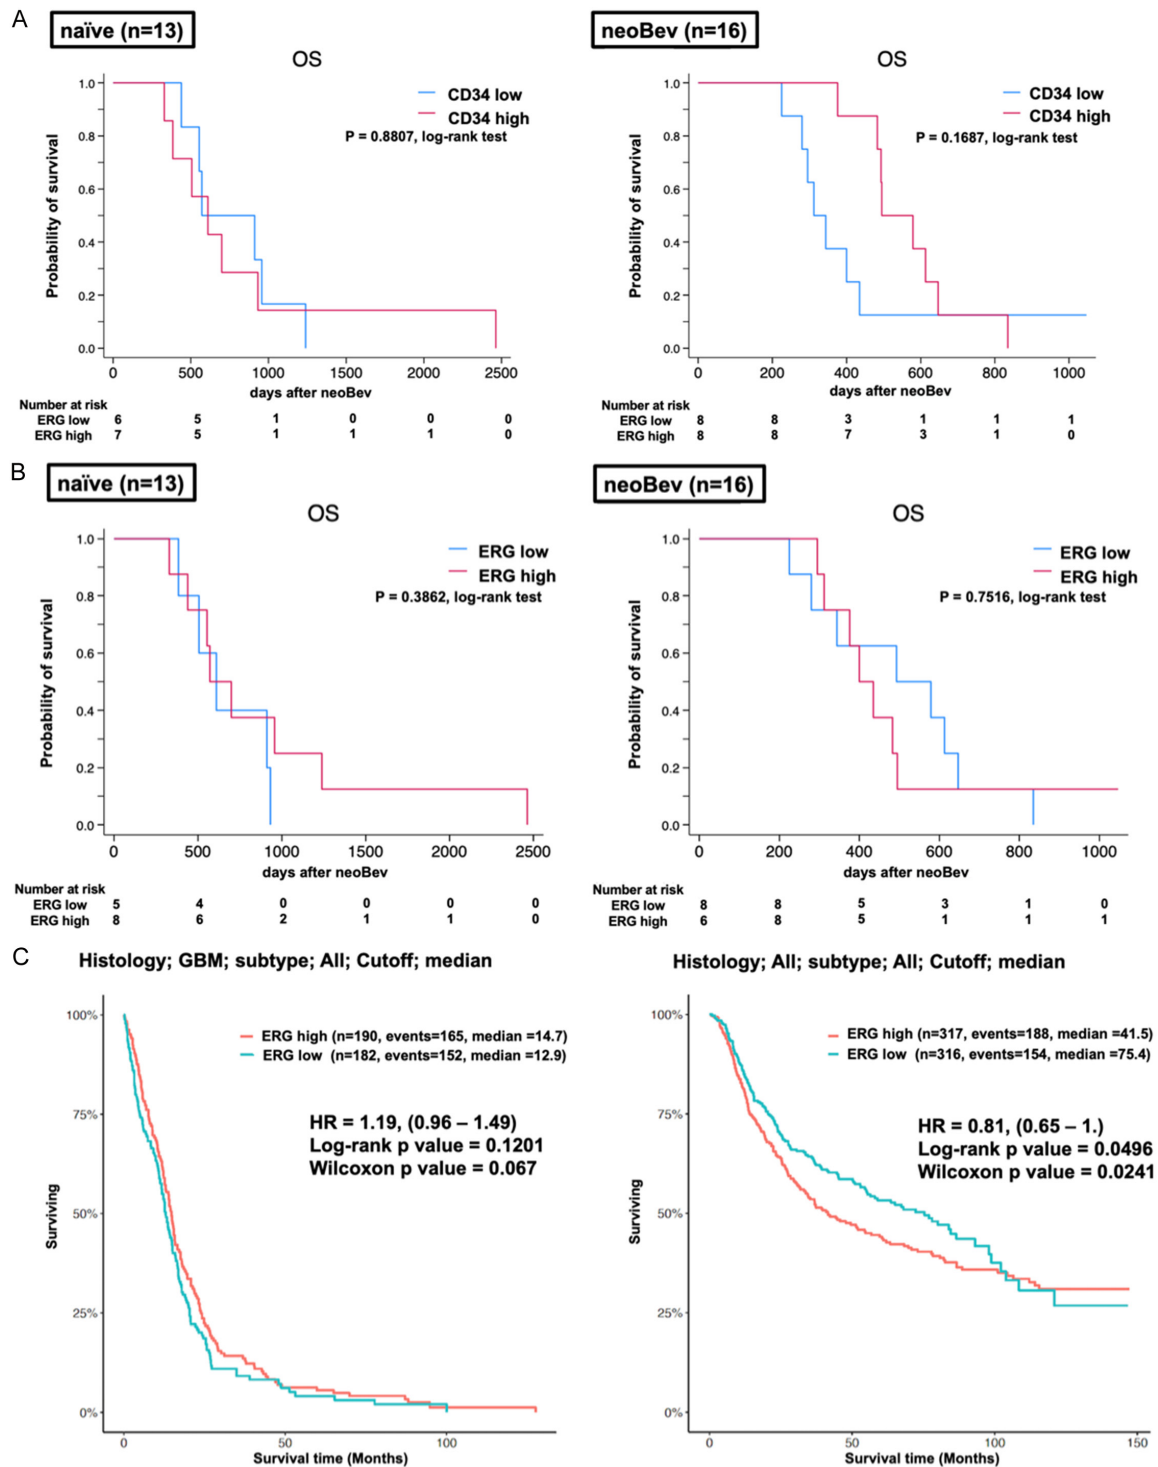 A
naïve (n=13)
OS
CD34 low
CD34 high
P = 0.8807, log-rank test
Probability of survival
1.0
0.8
0.6
0.4
0.2
0.0
0 500 1000 1500 2000 2500
days after neoBev
Number at risk
ERG low 6 5 1 0 0 0
ERG high 7 5 1 1 1 0
neoBev (n=16)
OS
CD34 low
CD34 high
P = 0.1687, log-rank test
Probability of survival
1.0
0.8
0.6
0.4
0.2
0.0
0 200 400 600 800 1000
days after neoBev
Number at risk
ERG low 8 8 3 1 1 1
ERG high 8 8 7 3 1 0
B
naïve (n=13)
OS
ERG low
ERG high
P = 0.3862, log-rank test
Probability of survival
1.0
0.8
0.6
0.4
0.2
0.0
0 500 1000 1500 2000 2500
days after neoBev
Number at risk
ERG low 5 4 0 0 0 0
ERG high 8 6 2 1 1 0
neoBev (n=16)
OS
ERG low
ERG high
P = 0.7516, log-rank test
Probability of survival
1.0
0.8
0.6
0.4
0.2
0.0
0 200 400 600 800 1000
days after neoBev
Number at risk
ERG low 8 8 5 3 1 0
ERG high 6 8 5 1 1 1
C
Histology; GBM; subtype; All; Cutoff; median
ERG high (n=190, events=165, median =14.7)
ERG low (n=182, events=152, median =12.9)
HR = 1.19, (0.96 – 1.49)
Log-rank p value = 0.1201
Wilcoxon p value = 0.067
Surviving
100%
75%
50%
25%
0%
0 50 100
Survival time (Months)
Histology; All; subtype; All; Cutoff; median
ERG high (n=317, events=188, median =41.5)
ERG low (n=316, events=154, median =75.4)
HR = 0.81, (0.65 – 1.)
Log-rank p value = 0.0496
Wilcoxon p value = 0.0241
Surviving
100%
75%
50%
25%
0%
0 50 100 150
Survival time (Months)